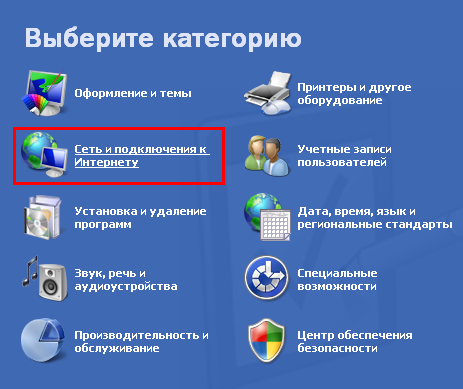 Выберите категорию
Оформление и темы
Принтеры и другое
оборудование
Сеть и подключения к
Интернету
Учетные записи
пользователей
Установка и удаление
программ
Дата, время, язык и
региональные стандарты
Звук, речь и
аудиоустройства
Специальные
возможности
Производительность и
обслуживание
Центр обеспечения
безопасности